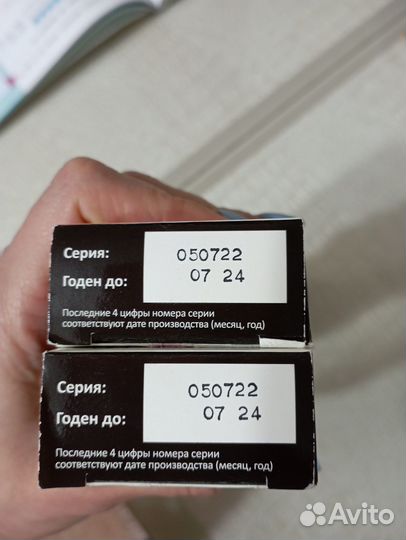 Серия: 050722
Годен до: 07 24
Последние 4 цифры номера серии
соответствуют дате производства (месяц, год)
Серия: 050722
Годен до: 07 24
Последние 4 цифры номера серии
соответствуют дате производства (месяц, год)
Avito